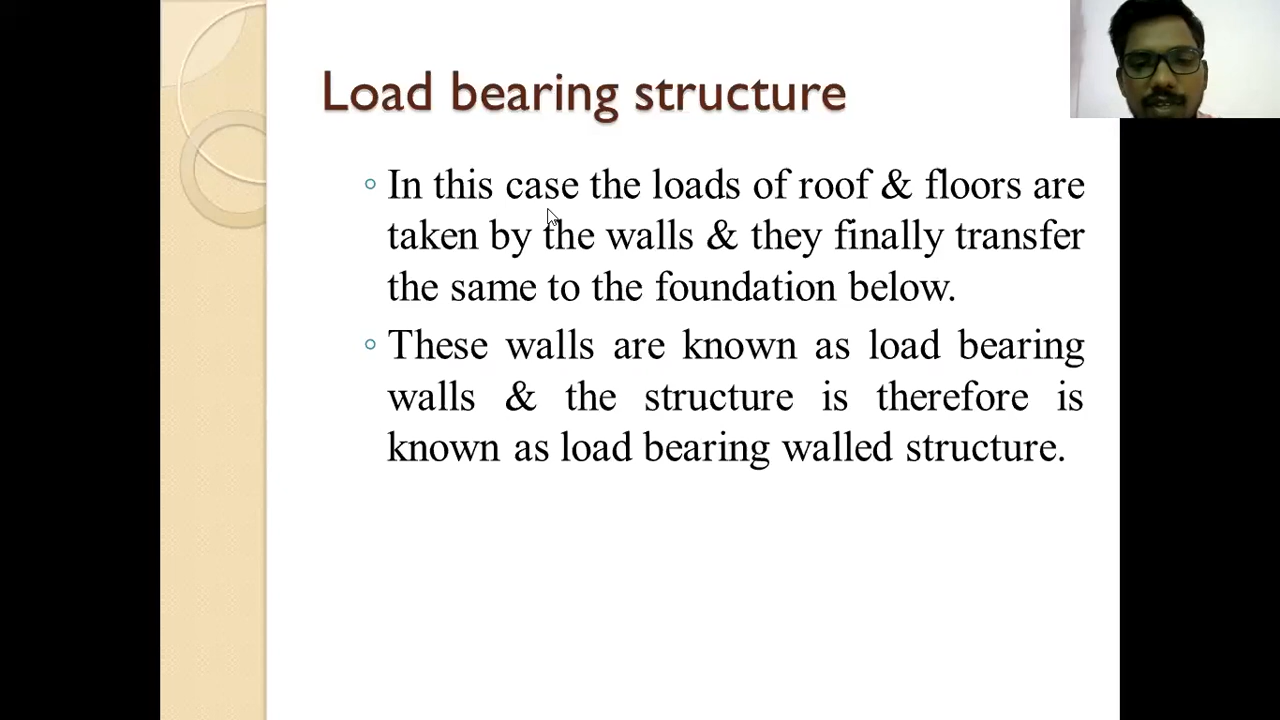 Load bearing structure
In this case the loads of roof & floors are
taken by the walls & they finally transfer
the same to the foundation below.
These walls are known as load bearing
walls & the structure is therefore is
known as load bearing walled structure.